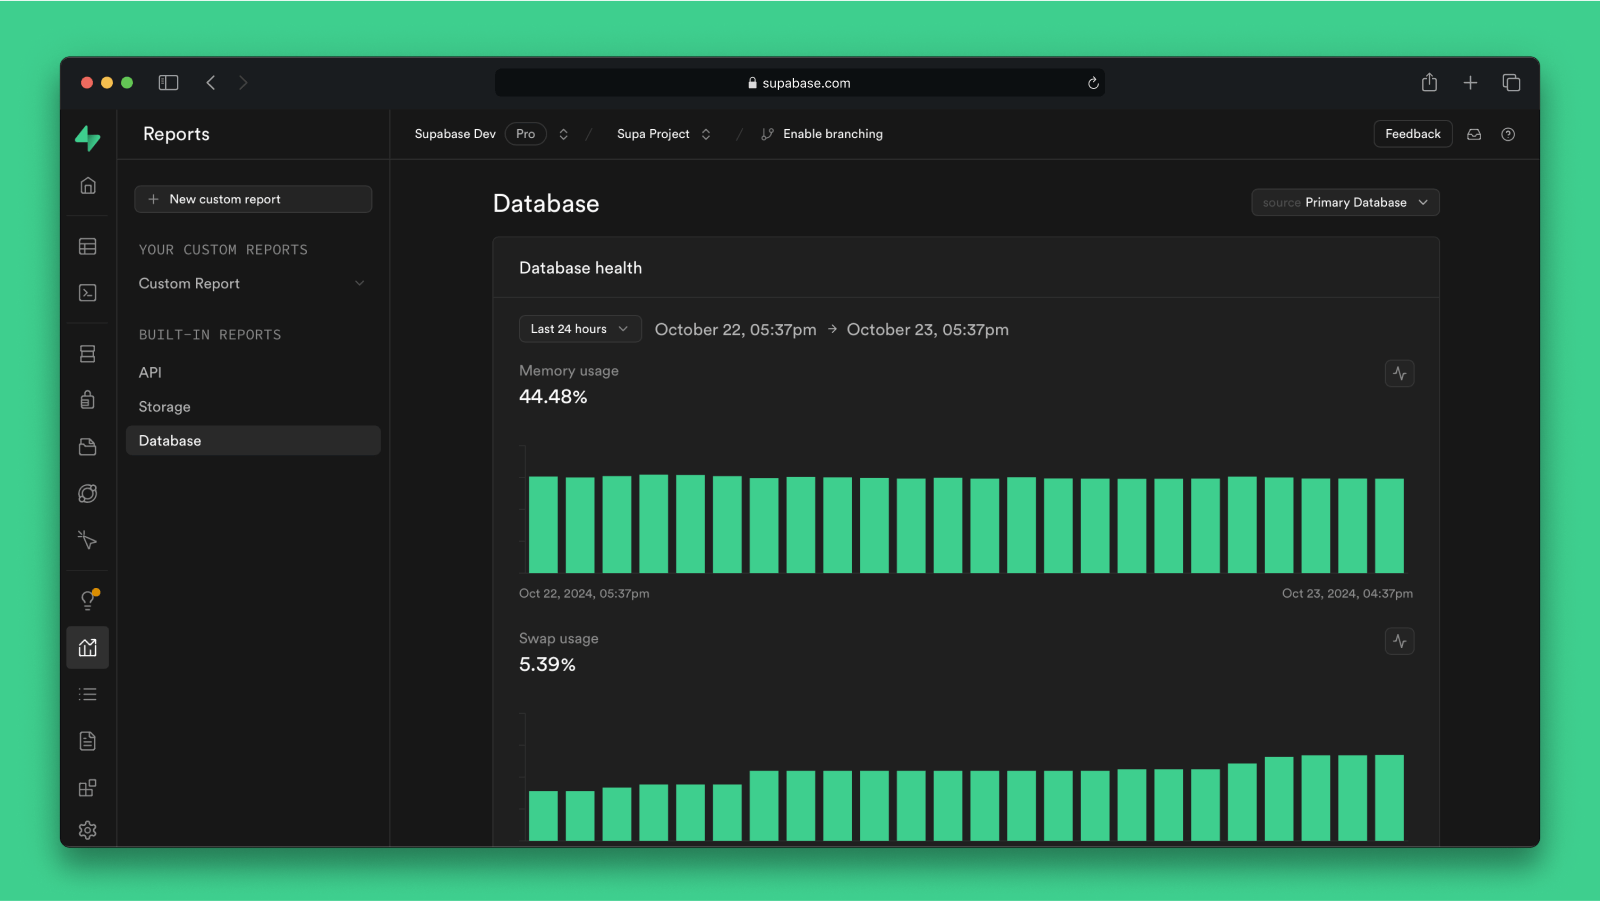 supabase.com
Reports
Supabase Dev Pro / Supa Project / Enable branching
Feedback
New custom report
YOUR CUSTOM REPORTS
Custom Report
BUILT-IN REPORTS
API
Storage
Database
Database
source Primary Database
Database health
Last 24 hours October 22, 05:37pm → October 23, 05:37pm
Memory usage
44.48%
Oct 22, 2024, 05:37pm Oct 23, 2024, 04:37pm
Swap usage
5.39%